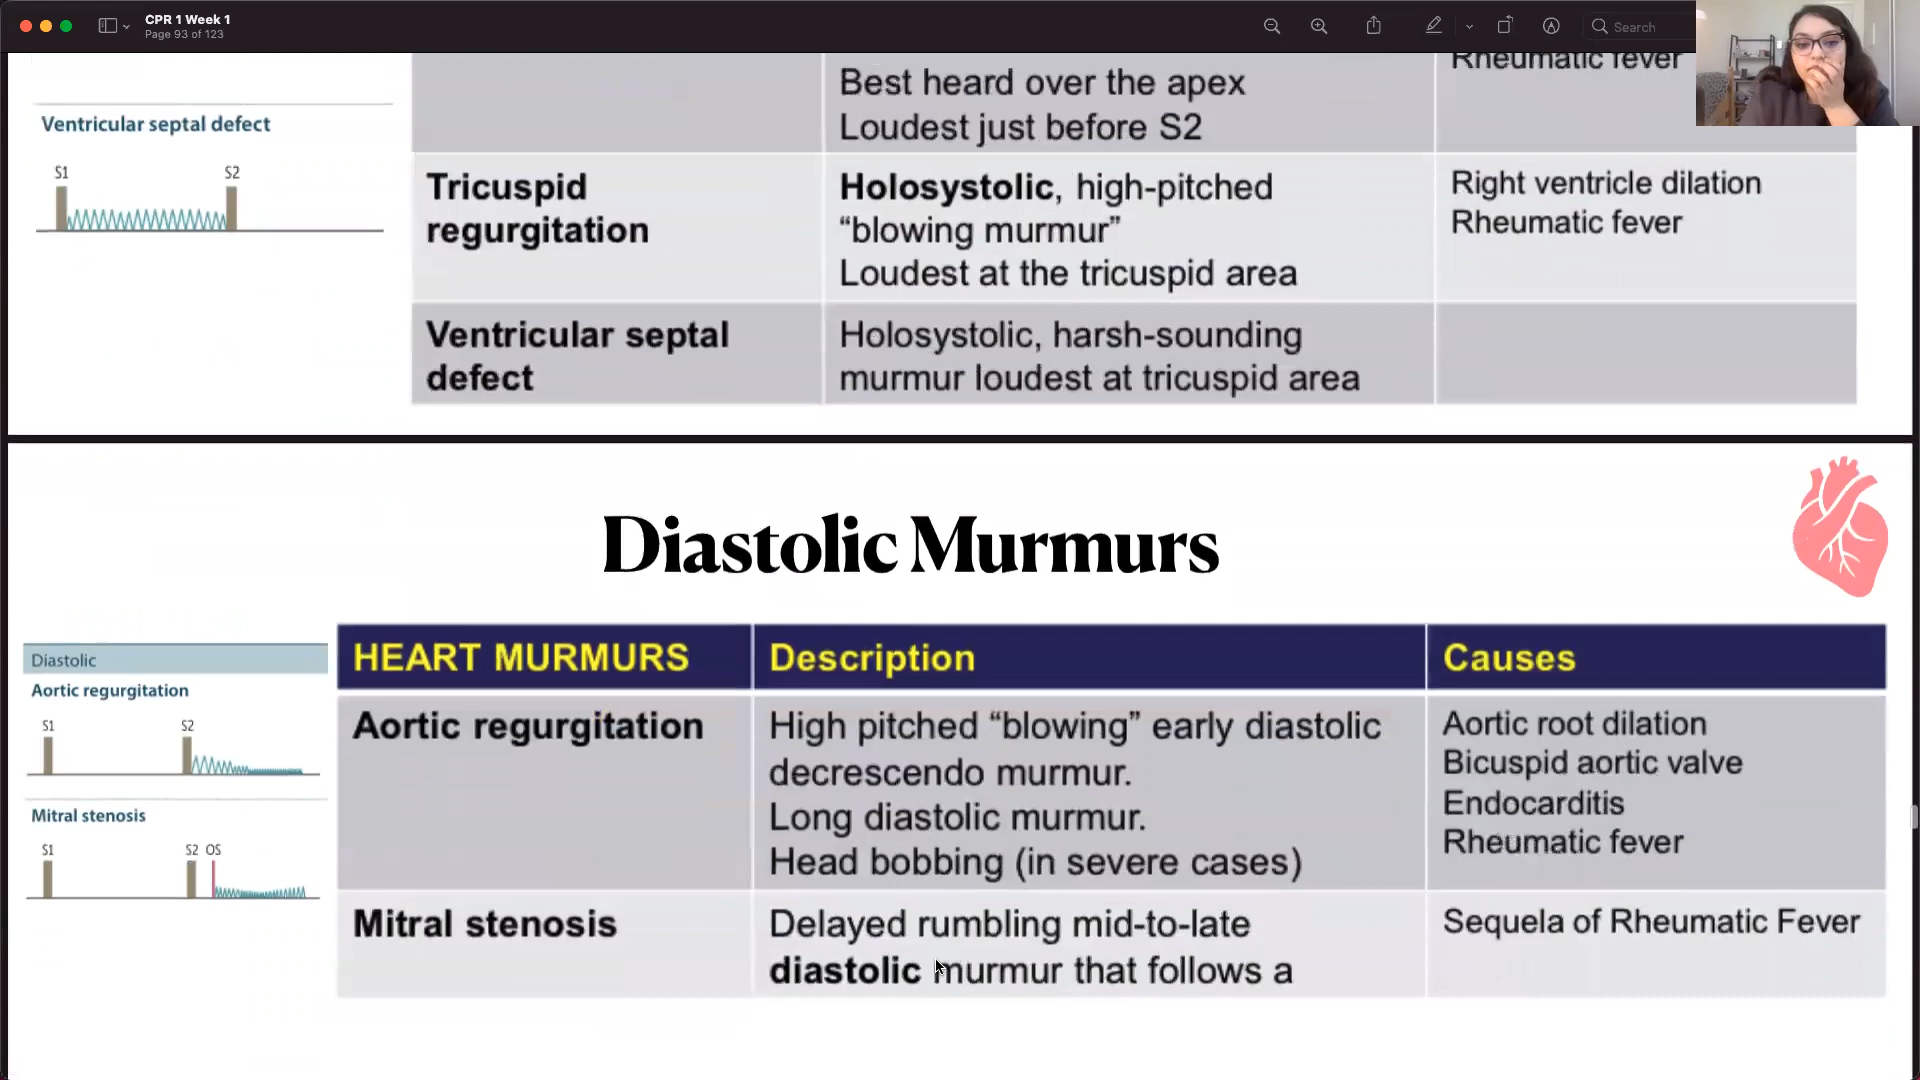 CPR 1 Week 1
Page 93 of 123
Search
Best heard over the apex
Loudest just before S2
Rheumatic fever
Ventricular septal defect
S1 S2
Tricuspid
regurgitation
Holosystolic, high-pitched
“blowing murmur”
Loudest at the tricuspid area
Right ventricle dilation
Rheumatic fever
Ventricular septal
defect
Holosystolic, harsh-sounding
murmur loudest at tricuspid area
Diastolic Murmurs
Diastolic
Aortic regurgitation
S1 S2
Mitral stenosis
S1 S2 OS
HEART MURMURS Description Causes
Aortic regurgitation
High pitched “blowing” early diastolic
decrescendo murmur.
Long diastolic murmur.
Head bobbing (in severe cases)
Aortic root dilation
Bicuspid aortic valve
Endocarditis
Rheumatic fever
Mitral stenosis
Delayed rumbling mid-to-late
diastolic murmur that follows a
Sequela of Rheumatic Fever